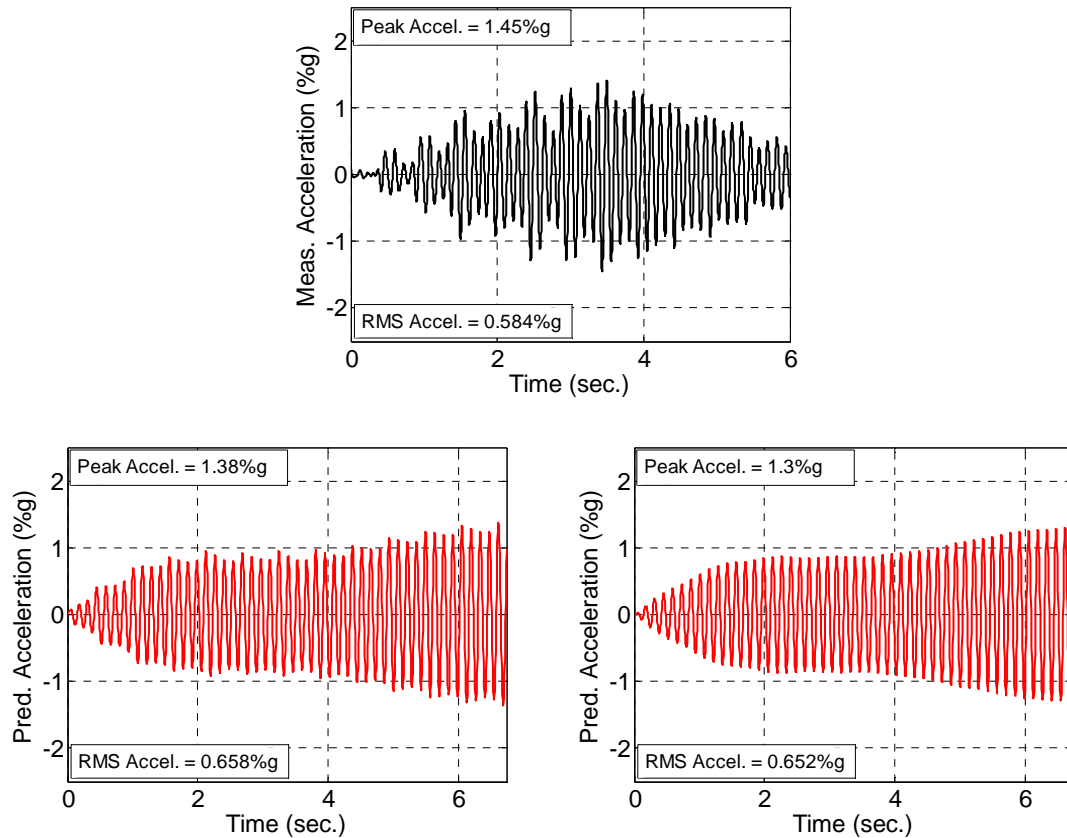 Peak Accel. = 1.45%g
Meas. Acceleration (%g)
2
1
0
-1
-2
RMS Accel. = 0.584%g
0 2 4 6
Time (sec.)
Peak Accel. = 1.38%g
Pred. Acceleration (%g)
2
1
0
-1
-2
RMS Accel. = 0.658%g
0 2 4 6
Time (sec.)
Peak Accel. = 1.3%g
Pred. Acceleration (%g)
2
1
0
-1
-2
RMS Accel. = 0.652%g
0 2 4 6
Time (sec.)